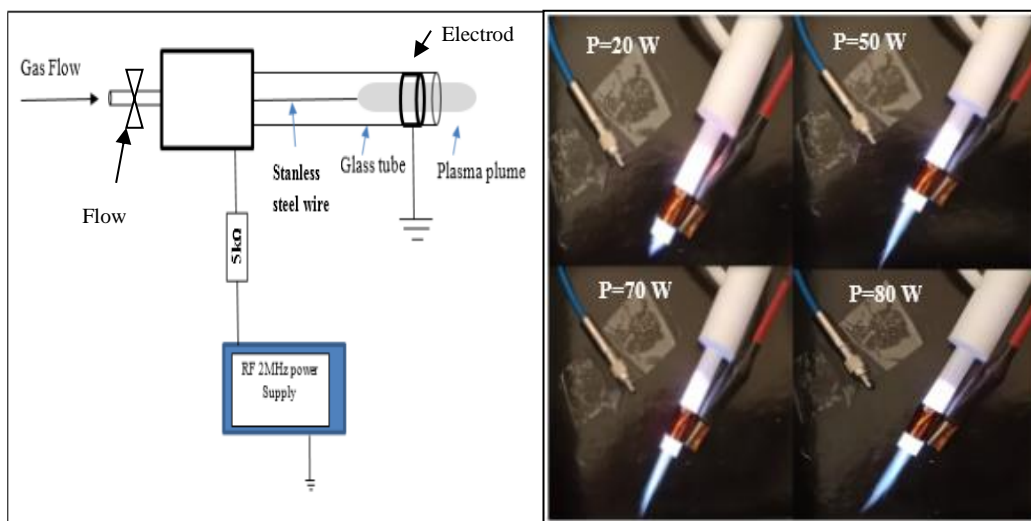 Electrod
Gas Flow
Glass tube
Plasma plume
Stanless
steel wire
Flow
5kΩ
RF 2MHz power
Supply
P=20 W
P=50 W
P=70 W
P=80 W